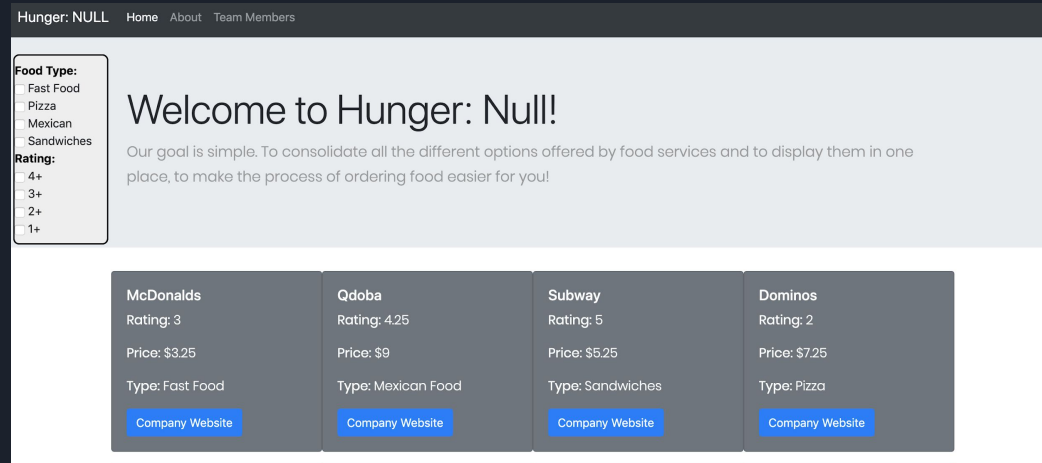 Hunger: NULL Home About Team Members
Food Type:
Fast Food
Pizza
Mexican
Sandwiches
Rating:
4+
3+
2+
1+
Welcome to Hunger: Null!
Our goal is simple. To consolidate all the different options offered by food services and to display them in one
place, to make the process of ordering food easier for you!
McDonalds
Rating: 3
Price: $3.25
Type: Fast Food
Company Website
Qdoba
Rating: 4.25
Price: $9
Type: Mexican Food
Company Website
Subway
Rating: 5
Price: $5.25
Type: Sandwiches
Company Website
Dominos
Rating: 2
Price: $7.25
Type: Pizza
Company Website